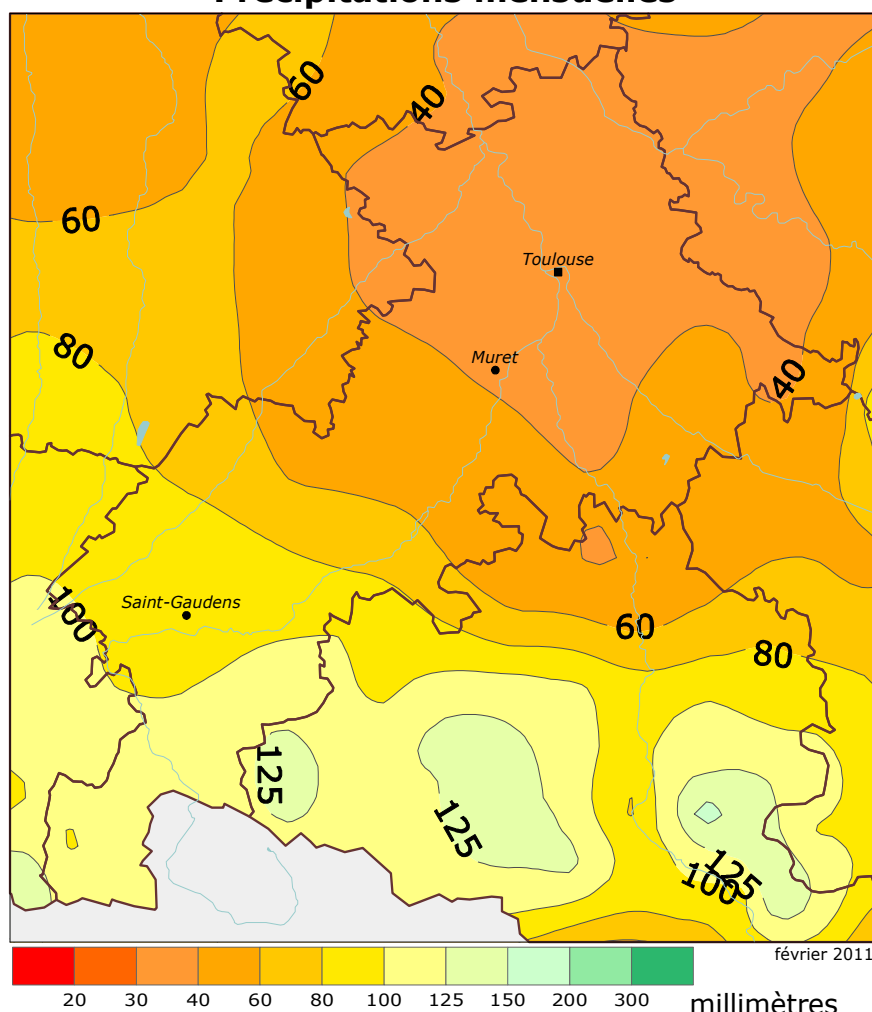 Précipitations mensuelles
60
40
60
Toulouse
80
Muret
40
100
Saint-Gaudens
60
80
125
125
125
100
février 2011
20 30 40 60 80 100 125 150 200 300 millimètres